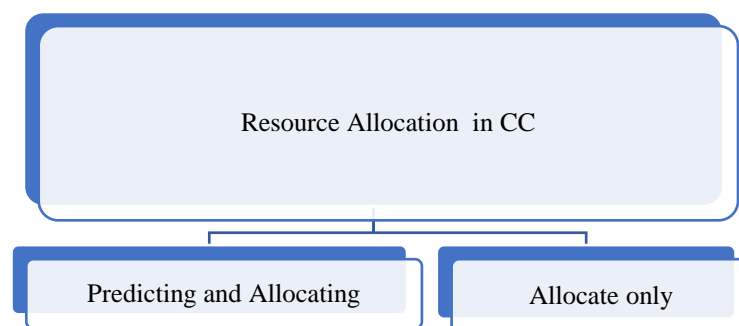 Resource Allocation in CC
Predicting and Allocating
Allocate only